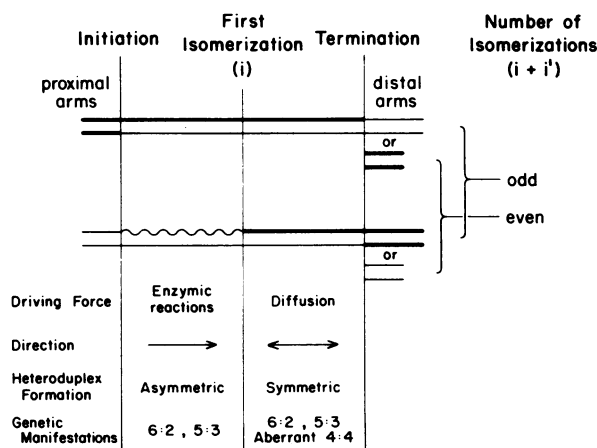 Initiation
First
Isomerization
(i)
Termination
Number of
Isomerizations
(i + i')
proximal
arms
distal
arms
or
odd
even
or
Driving Force
Enzymic
reactions
Diffusion
Direction
Heteroduplex
Formation
Asymmetric
Symmetric
Genetic
Manifestations
6:2 , 5:3
6:2 , 5:3
Aberrant 4:4